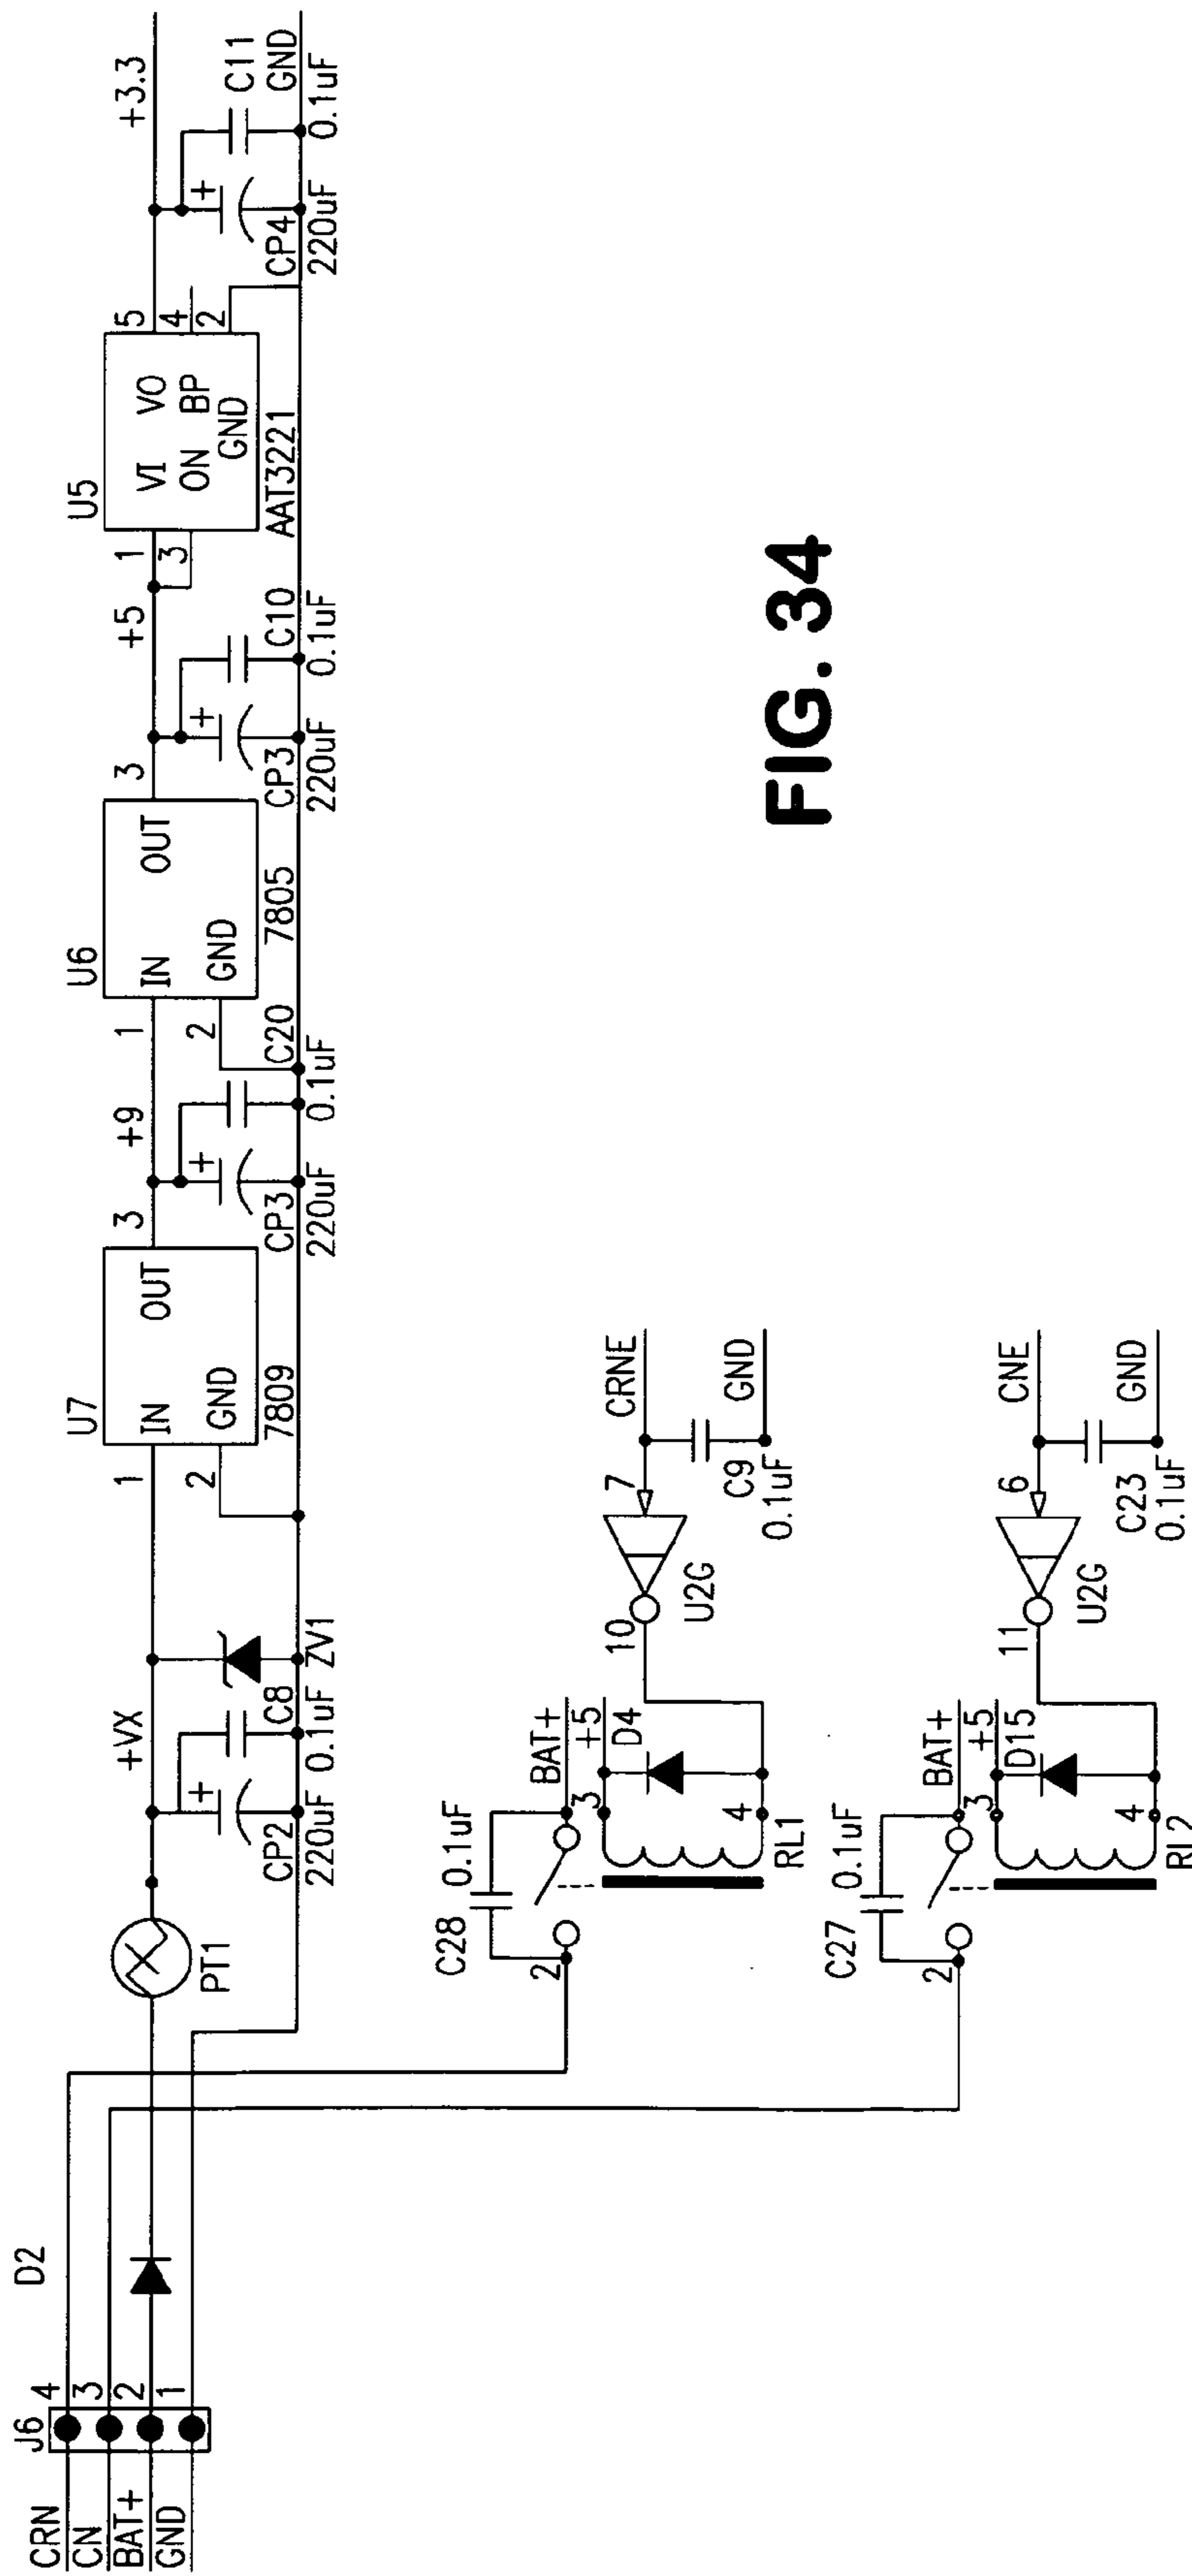 CRN
CN
BAT+
GND
J6
4
3
2
1
D2
PT1
+VX
CP2
220uF
C8
0.1uF
ZV1
U7
1
IN
OUT
3
2
GND
7809
+9
+
CP3
220uF
C20
0.1uF
U6
1
IN
OUT
3
2
GND
7805
+5
+
CP3
220uF
C10
0.1uF
U5
1
3
VI VO
ON BP
GND
5
4
2
AAT3221
+3.3
+
CP4
220uF
C11
0.1uF
GND
+
C28
0.1uF
2
BAT+
3
+5
D4
4
RL1
10
U2G
7
CRNE
C9
0.1uF
GND
C27
0.1uF
2
BAT+
3
+5
D15
4
RL2
11
U2G
6
CNE
C23
0.1uF
GND
FIG. 34